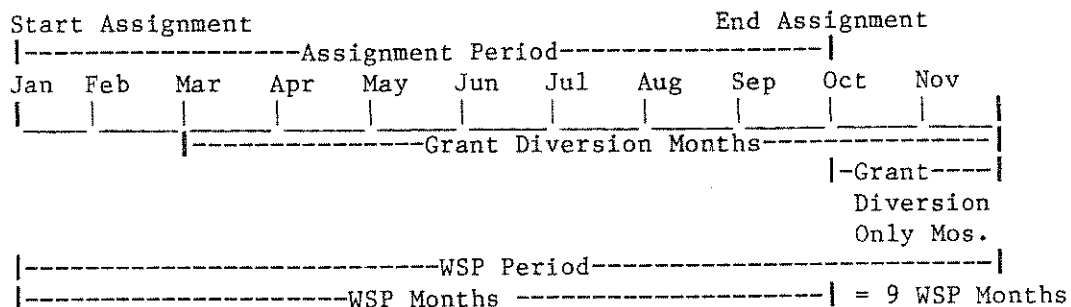 Start Assignment End Assignment
|------------------Assignment Period-----------------|
Jan Feb Mar Apr May Jun Jul Aug Sep Oct Nov
|---------------Grant Diversion Months---------------|
|-Grant----|
Diversion
Only Mos.
|---------------------------WSP Period--------------------------|
|---------------------WSP Months --------------------| = 9 WSP Months